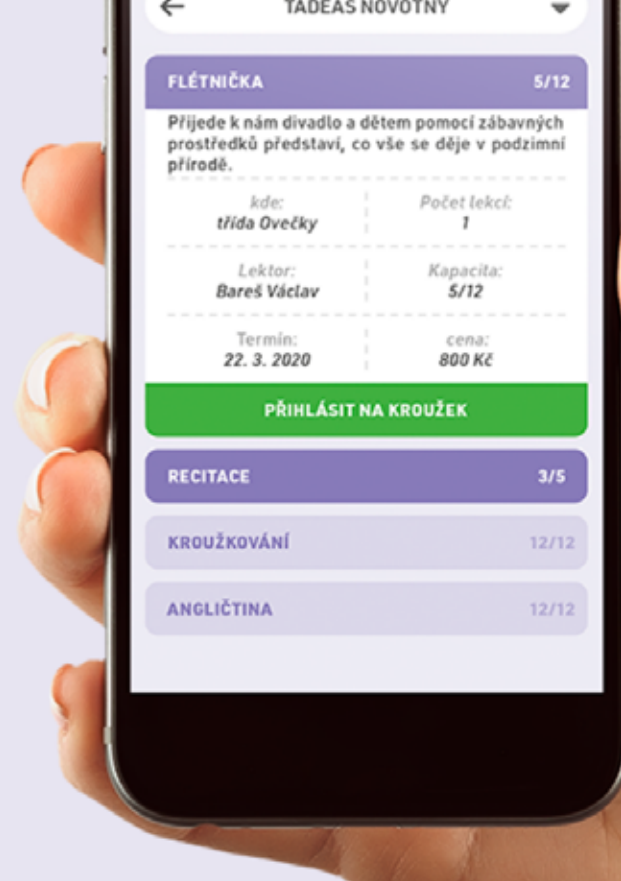 TADEÁŠ NOVOTNÝ
FLÉTNIČKA 5/12
Přijede k nám divadlo a dětem pomocí zábavných
prostředků představí, co vše se děje v podzimní
přírodě.
kde: Počet lekcí:
třída Ovečky 1
Lektor: Kapacita:
Bareš Václav 5/12
Termín: cena:
22. 3. 2020 800 Kč
PŘIHLÁSIT NA KROUŽEK
RECITACE 3/5
KROUŽKOVÁNÍ 12/12
ANGLIČTINA 12/12